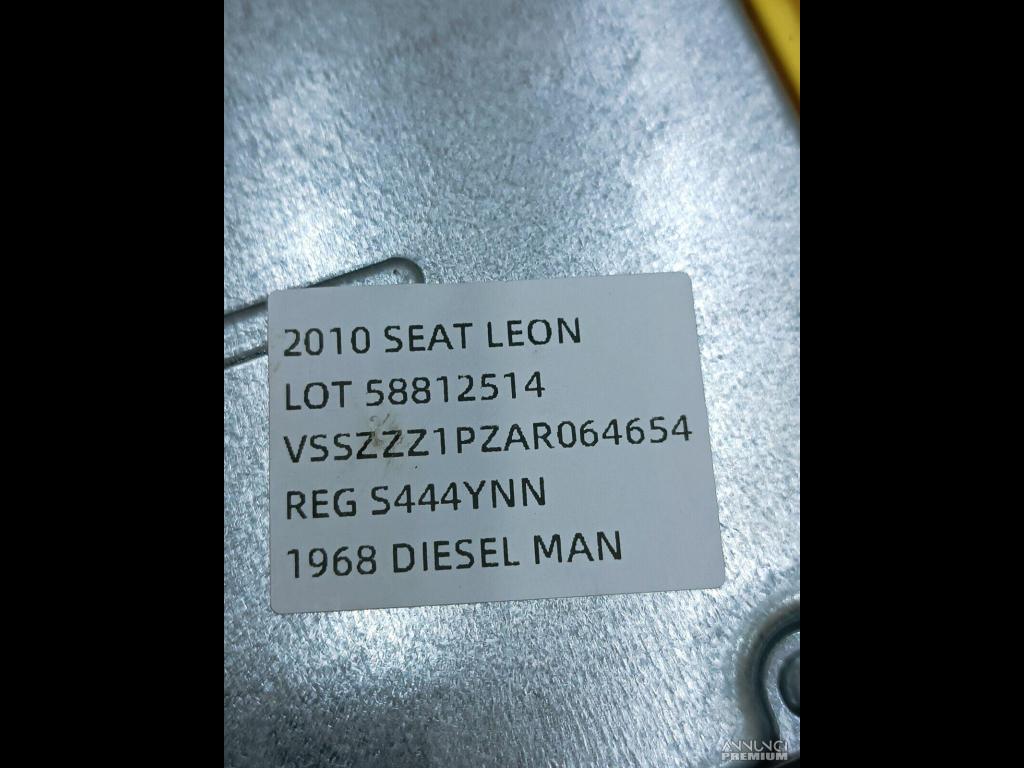 2010 SEAT LEON
LOT 58812514
VSSZZZ1PZAR064654
REG S444YNN
1968 DIESEL MAN
ANNUNCI
PREMIUM